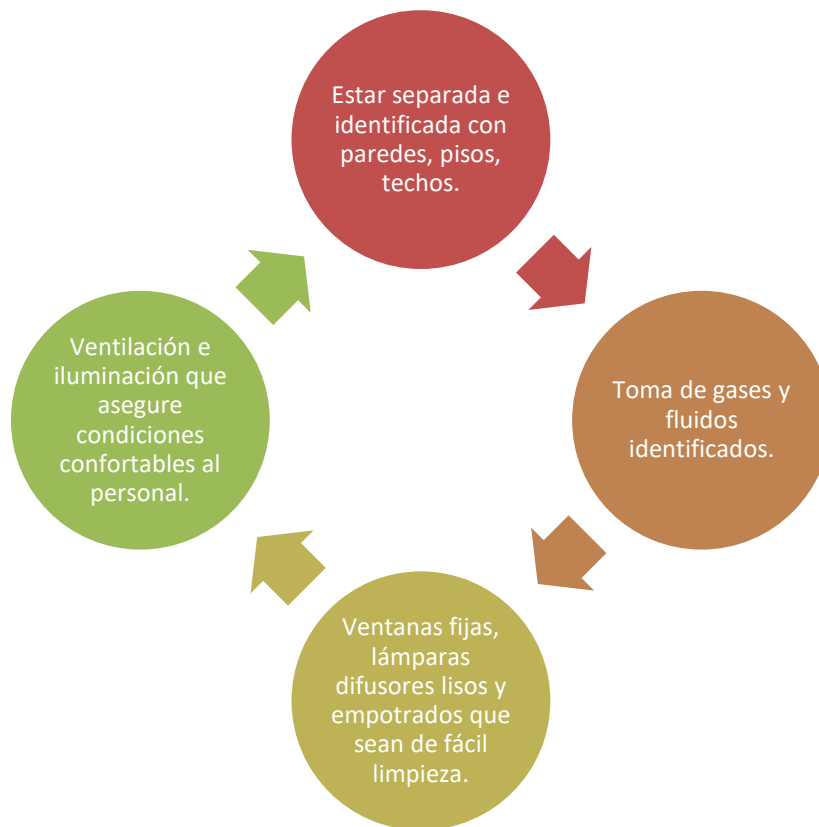 Estar separada e
identificada con
paredes, pisos,
techos.
Toma de gases y
fluidos
identificados.
Ventanas fijas,
lámparas
difusores lisos y
empotrados que
sean de fácil
limpieza.
Ventilación e
iluminación que
asegure
condiciones
confortables al
personal.